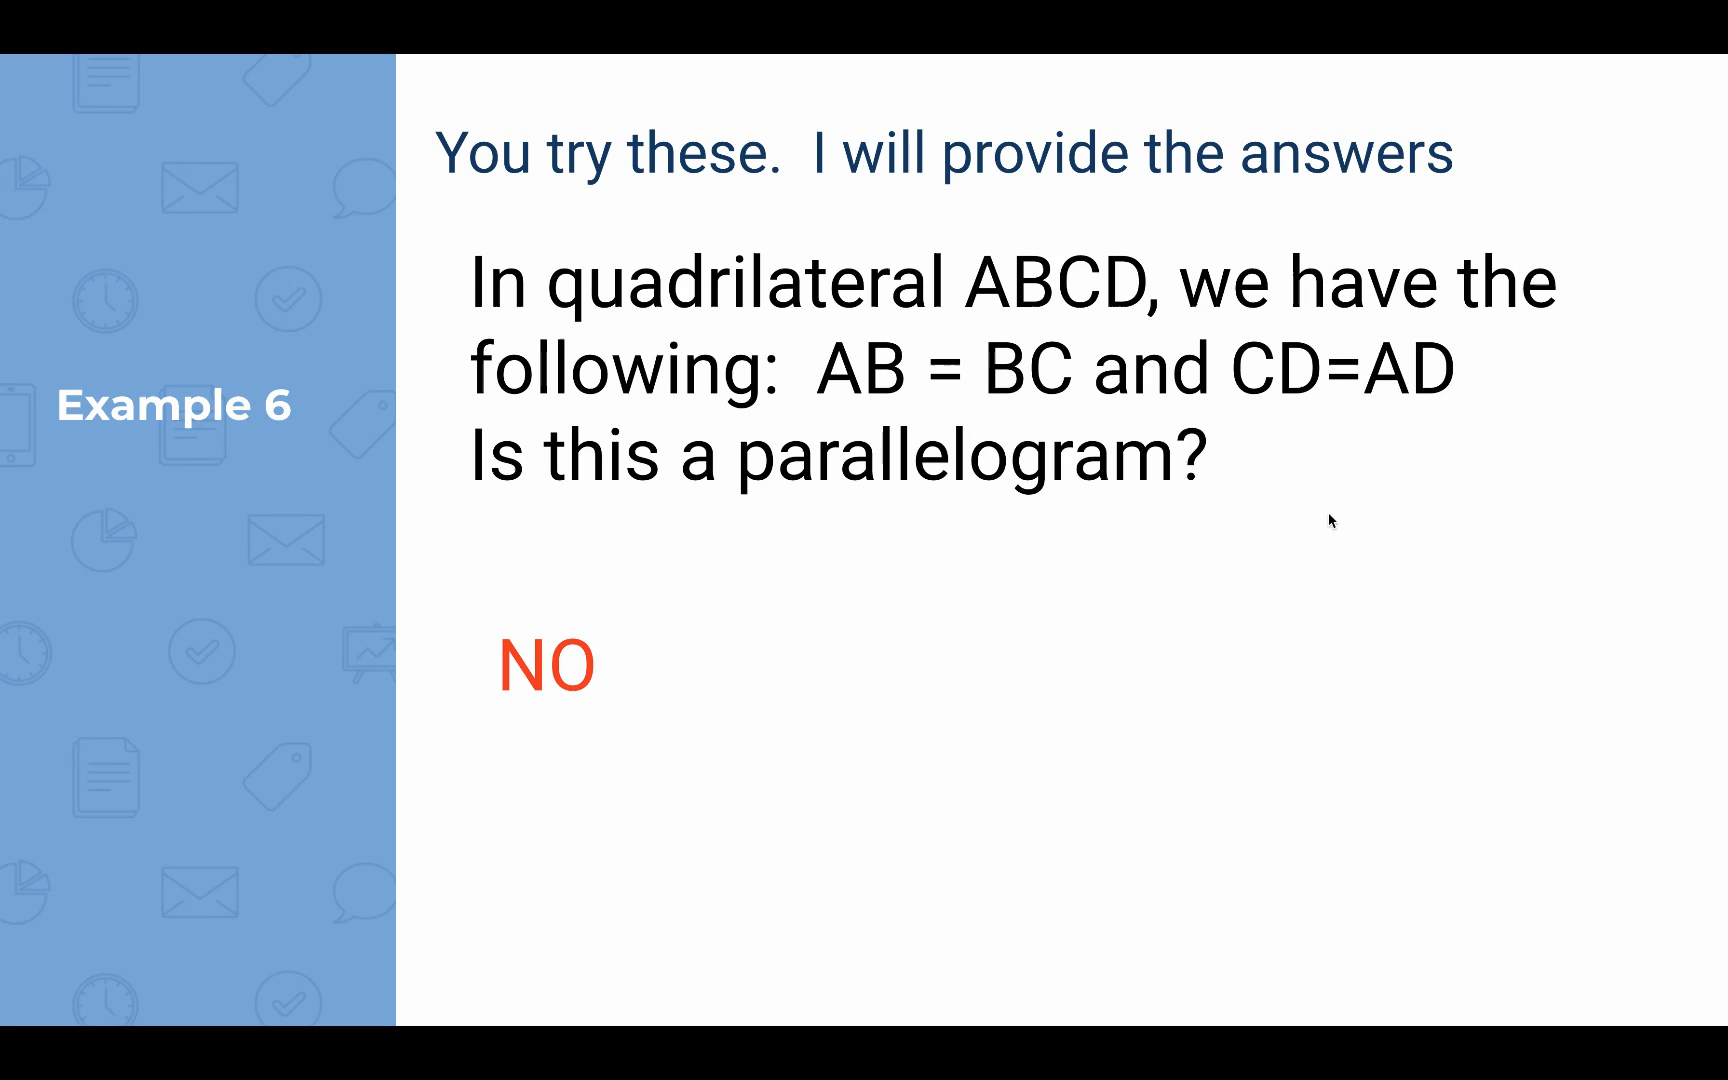 You try these. I will provide the answers
In quadrilateral ABCD, we have the
following: AB = BC and CD=AD
Is this a parallelogram?
Example 6
NO